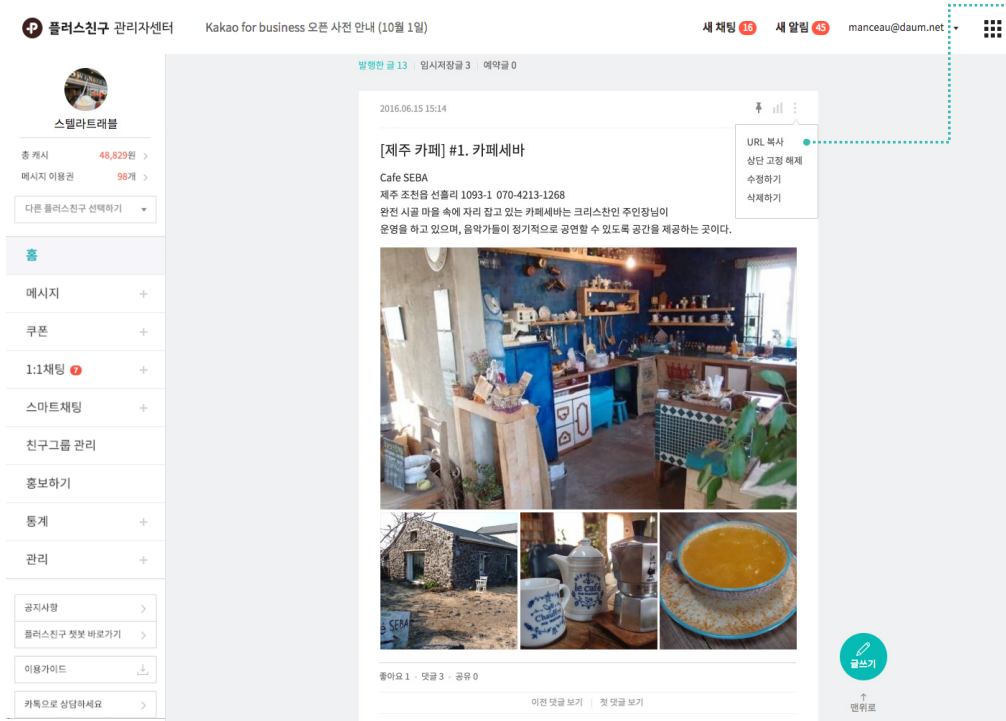 플러스친구 관리자센터
Kakao for business 오픈 사전 안내 (10월 1일)
새 채팅 16
새 알림 45
manceau@daum.net
스텔라트래블
총 캐시 48,829원
메시지 이용권 98개
다른 플러스친구 선택하기
홈
메시지
쿠폰
1:1채팅 7
스마트채팅
친구그룹 관리
홍보하기
통계
관리
공지사항
플러스친구 챗봇 바로가기
이용가이드
카톡으로 상담하세요
발행한 글 13 임시저장글 3 예약글 0
2016.06.15 15:14
URL 복사
상단 고정 해제
수정하기
삭제하기
[제주 카페] #1. 카페세바
Cafe SEBA
제주 조천읍 선흘리 1093-1 070-4213-1268
완전 시골 마을 속에 자리 잡고 있는 카페세바는 크리스찬인 주인장님이
운영을 하고 있으며, 음악가들이 정기적으로 공연할 수 있도록 공간을 제공하는 곳이다.
Cafe SEBA
le café
Chauffe
좋아요 1 · 댓글 3 · 공유 0
이전 댓글 보기 첫 댓글 보기
글쓰기
맨위로